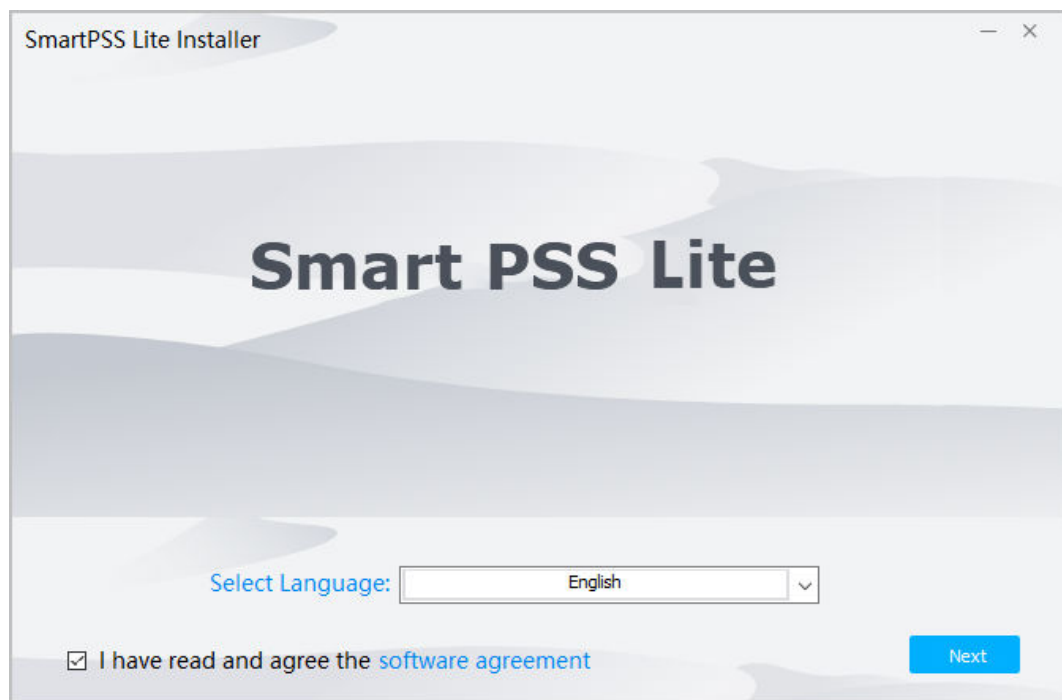 SmartPSS Lite Installer
Smart PSS Lite
Select Language: English
I have read and agree the software agreement
Next